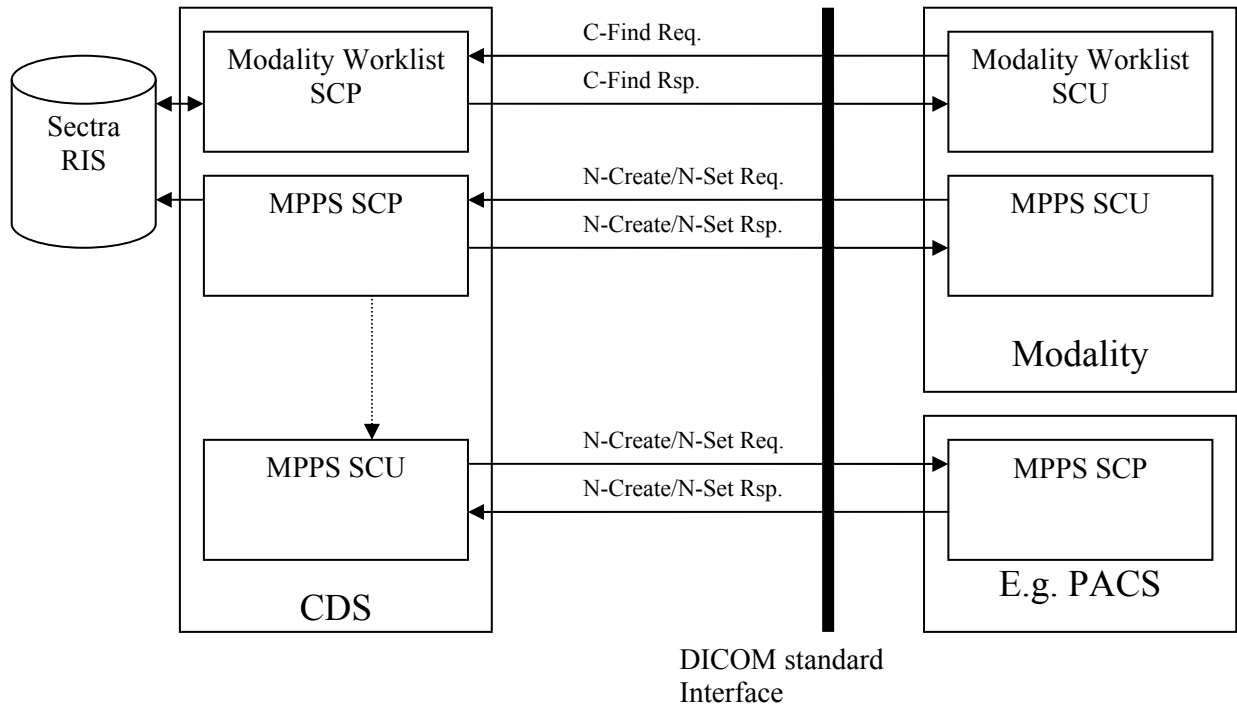 C-Find Req.
Modality Worklist
SCP
C-Find Rsp.
Modality Worklist
SCU
Sectra
RIS
N-Create/N-Set Req.
MPPS SCP
N-Create/N-Set Rsp.
MPPS SCU
Modality
N-Create/N-Set Req.
MPPS SCU
N-Create/N-Set Rsp.
MPPS SCP
CDS
E.g. PACS
DICOM standard
Interface